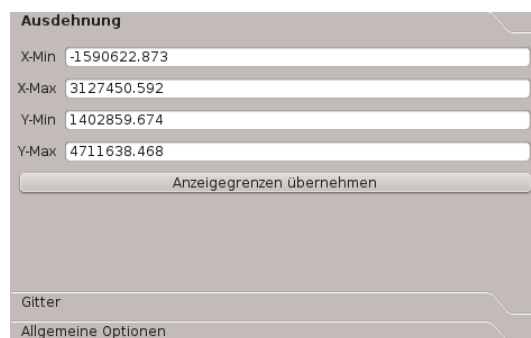 Ausdehnung
X-Min -1590622.873
X-Max 3127450.592
Y-Min 1402859.674
Y-Max 4711638.468
Anzeigegrenzen übernehmen
Gitter
Allgemeine Optionen